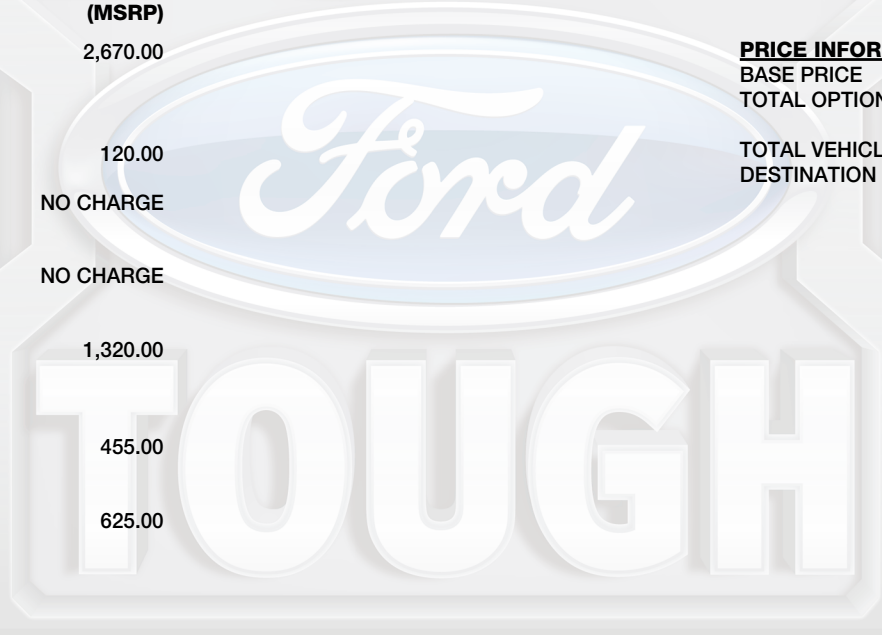 (MSRP)
2,670.00
120.00
NO CHARGE
NO CHARGE
1,320.00
455.00
625.00
PRICE INFOR
BASE PRICE
TOTAL OPTION
TOTAL VEHICL
DESTINATION
Ford
TOUGH